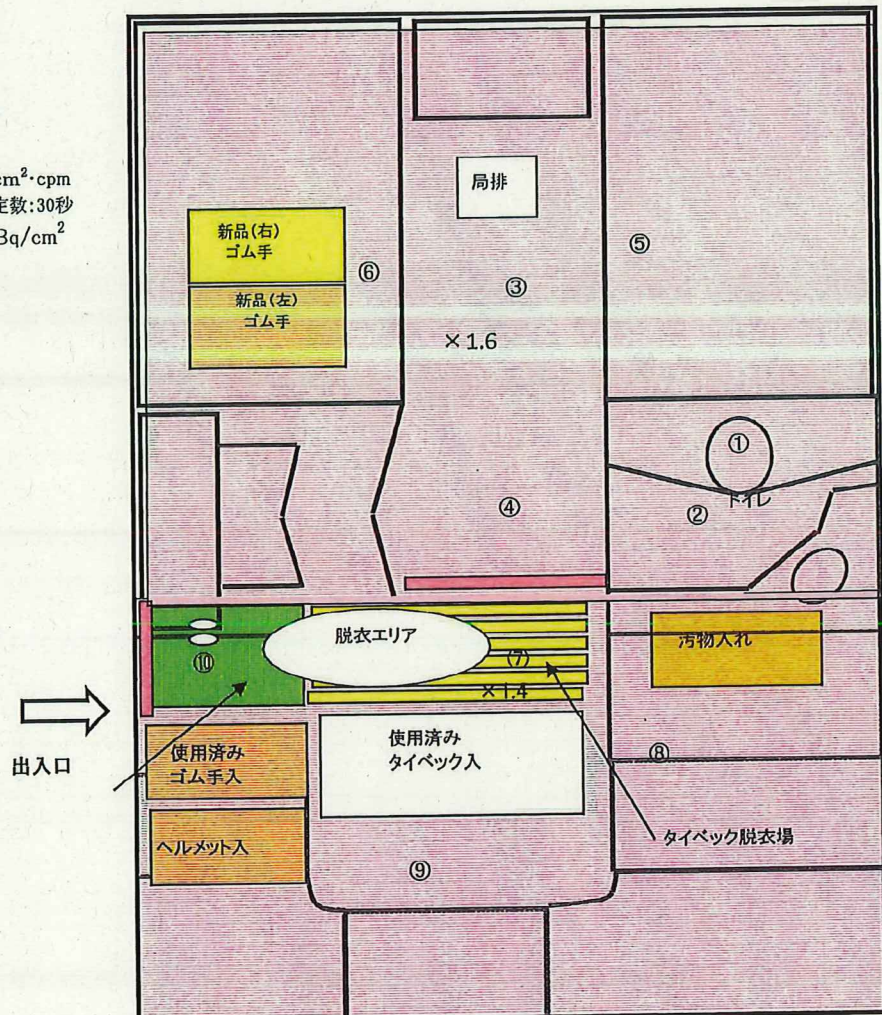 cm²·cpm
定数:30秒
Bq/cm²
局排
新品(右)
ゴム手
⑥
⑤
③
新品(左)
ゴム手
×1.6
①
④
②
トイレ
脱衣エリア
⑩
(7)
汚物入れ
×1.4
出入口
使用済み
ゴム手入
使用済み
タイベック入
⑧
ヘルメット入
タイベック脱衣場
⑨